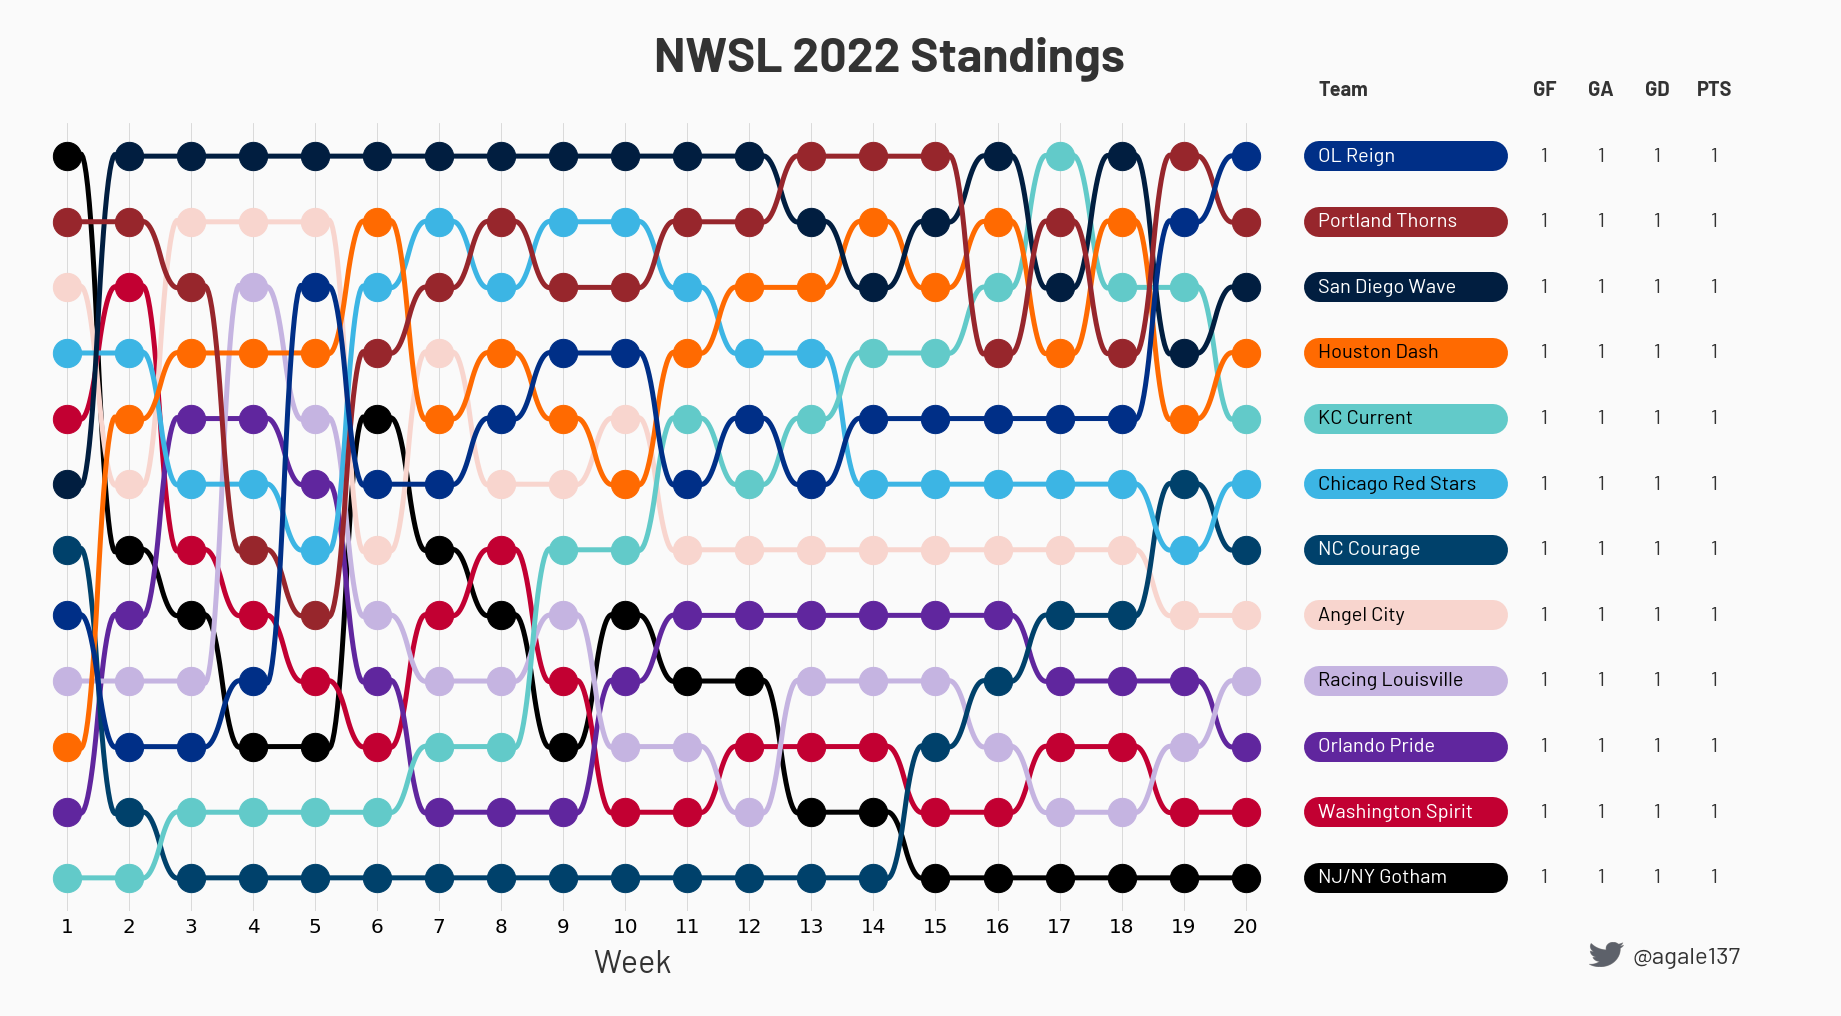 NWSL 2022 Standings
Team GF GA GD PTS
OL Reign 1 1 1 1
Portland Thorns 1 1 1 1
San Diego Wave 1 1 1 1
Houston Dash 1 1 1 1
KC Current 1 1 1 1
Chicago Red Stars 1 1 1 1
NC Courage 1 1 1 1
Angel City 1 1 1 1
Racing Louisville 1 1 1 1
Orlando Pride 1 1 1 1
Washington Spirit 1 1 1 1
NJ/NY Gotham 1 1 1 1
1 2 3 4 5 6 7 8 9 10 11 12 13 14 15 16 17 18 19 20
Week
@agale137